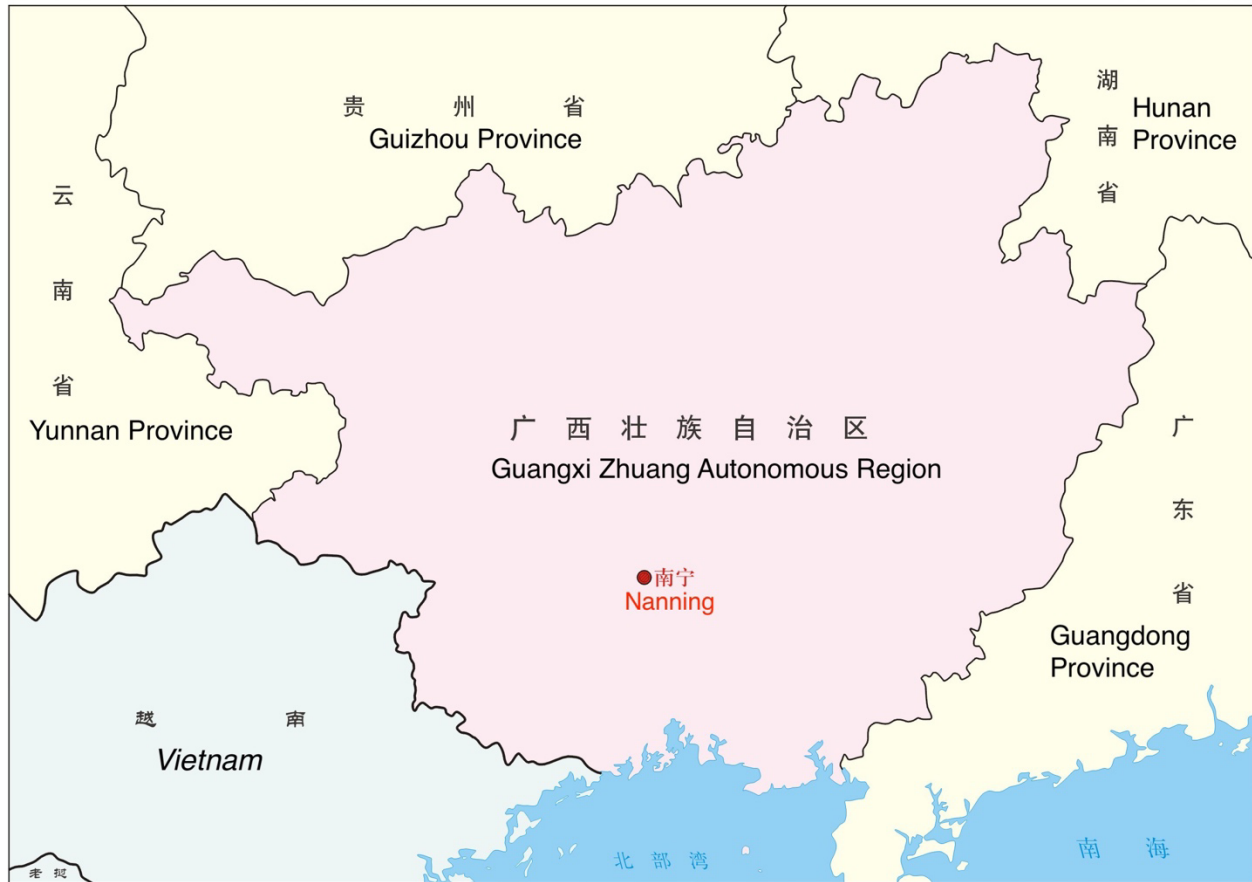 贵州省
Guizhou Province
湖南省
Hunan
Province
云南省
Yunnan Province
广西壮族自治区
Guangxi Zhuang Autonomous Region
南宁
Nanning
广东省
Guangdong
Province
越南
Vietnam
老挝
北部湾
南海